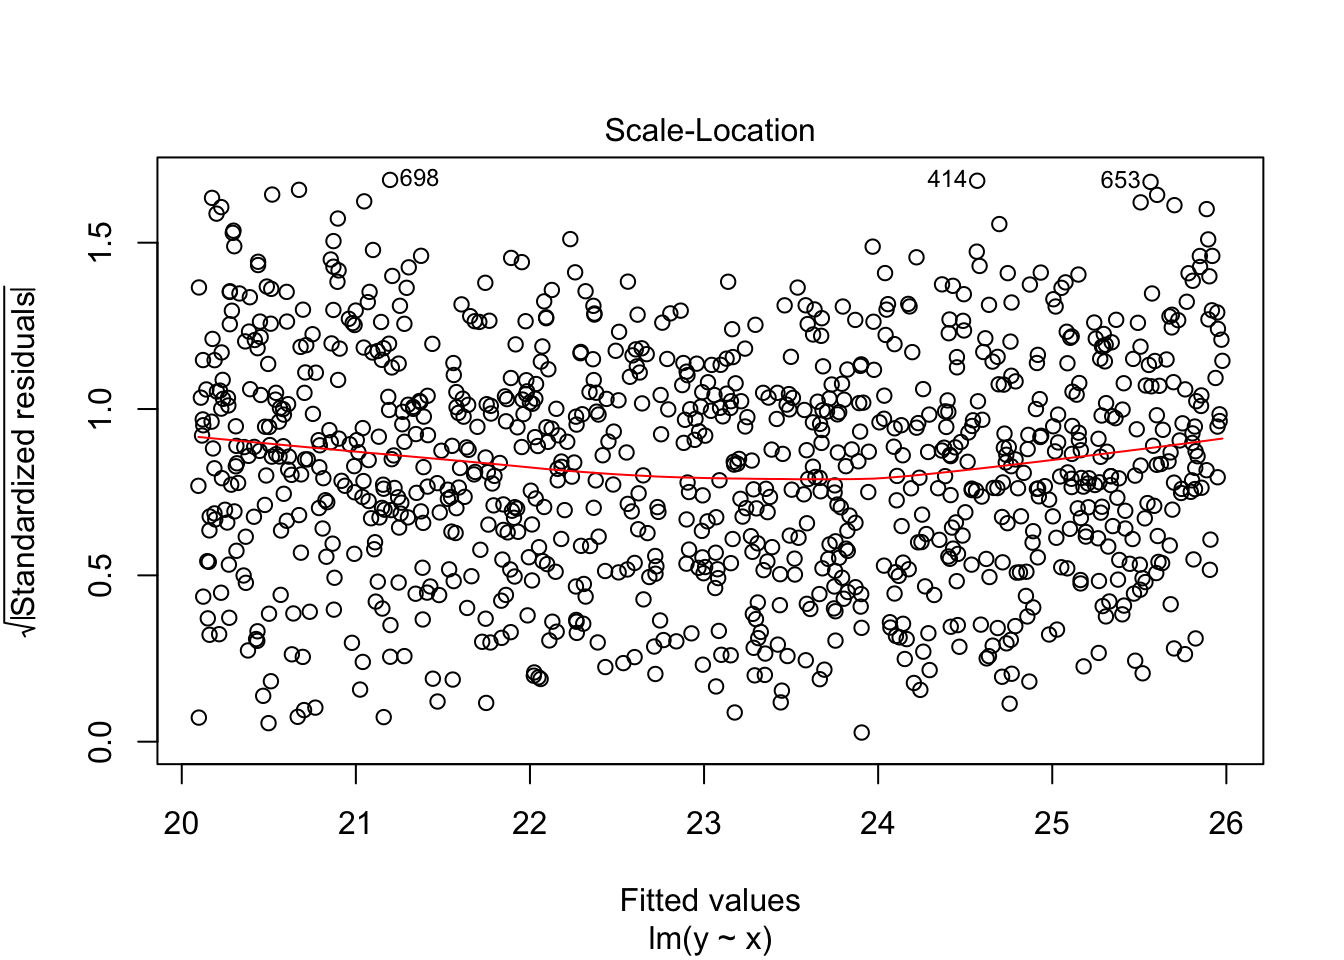 Scale-Location
698
414
653
√|Standardized residuals|
1.5
1.0
0.5
0.0
20 21 22 23 24 25 26
Fitted values
lm(y ~ x)